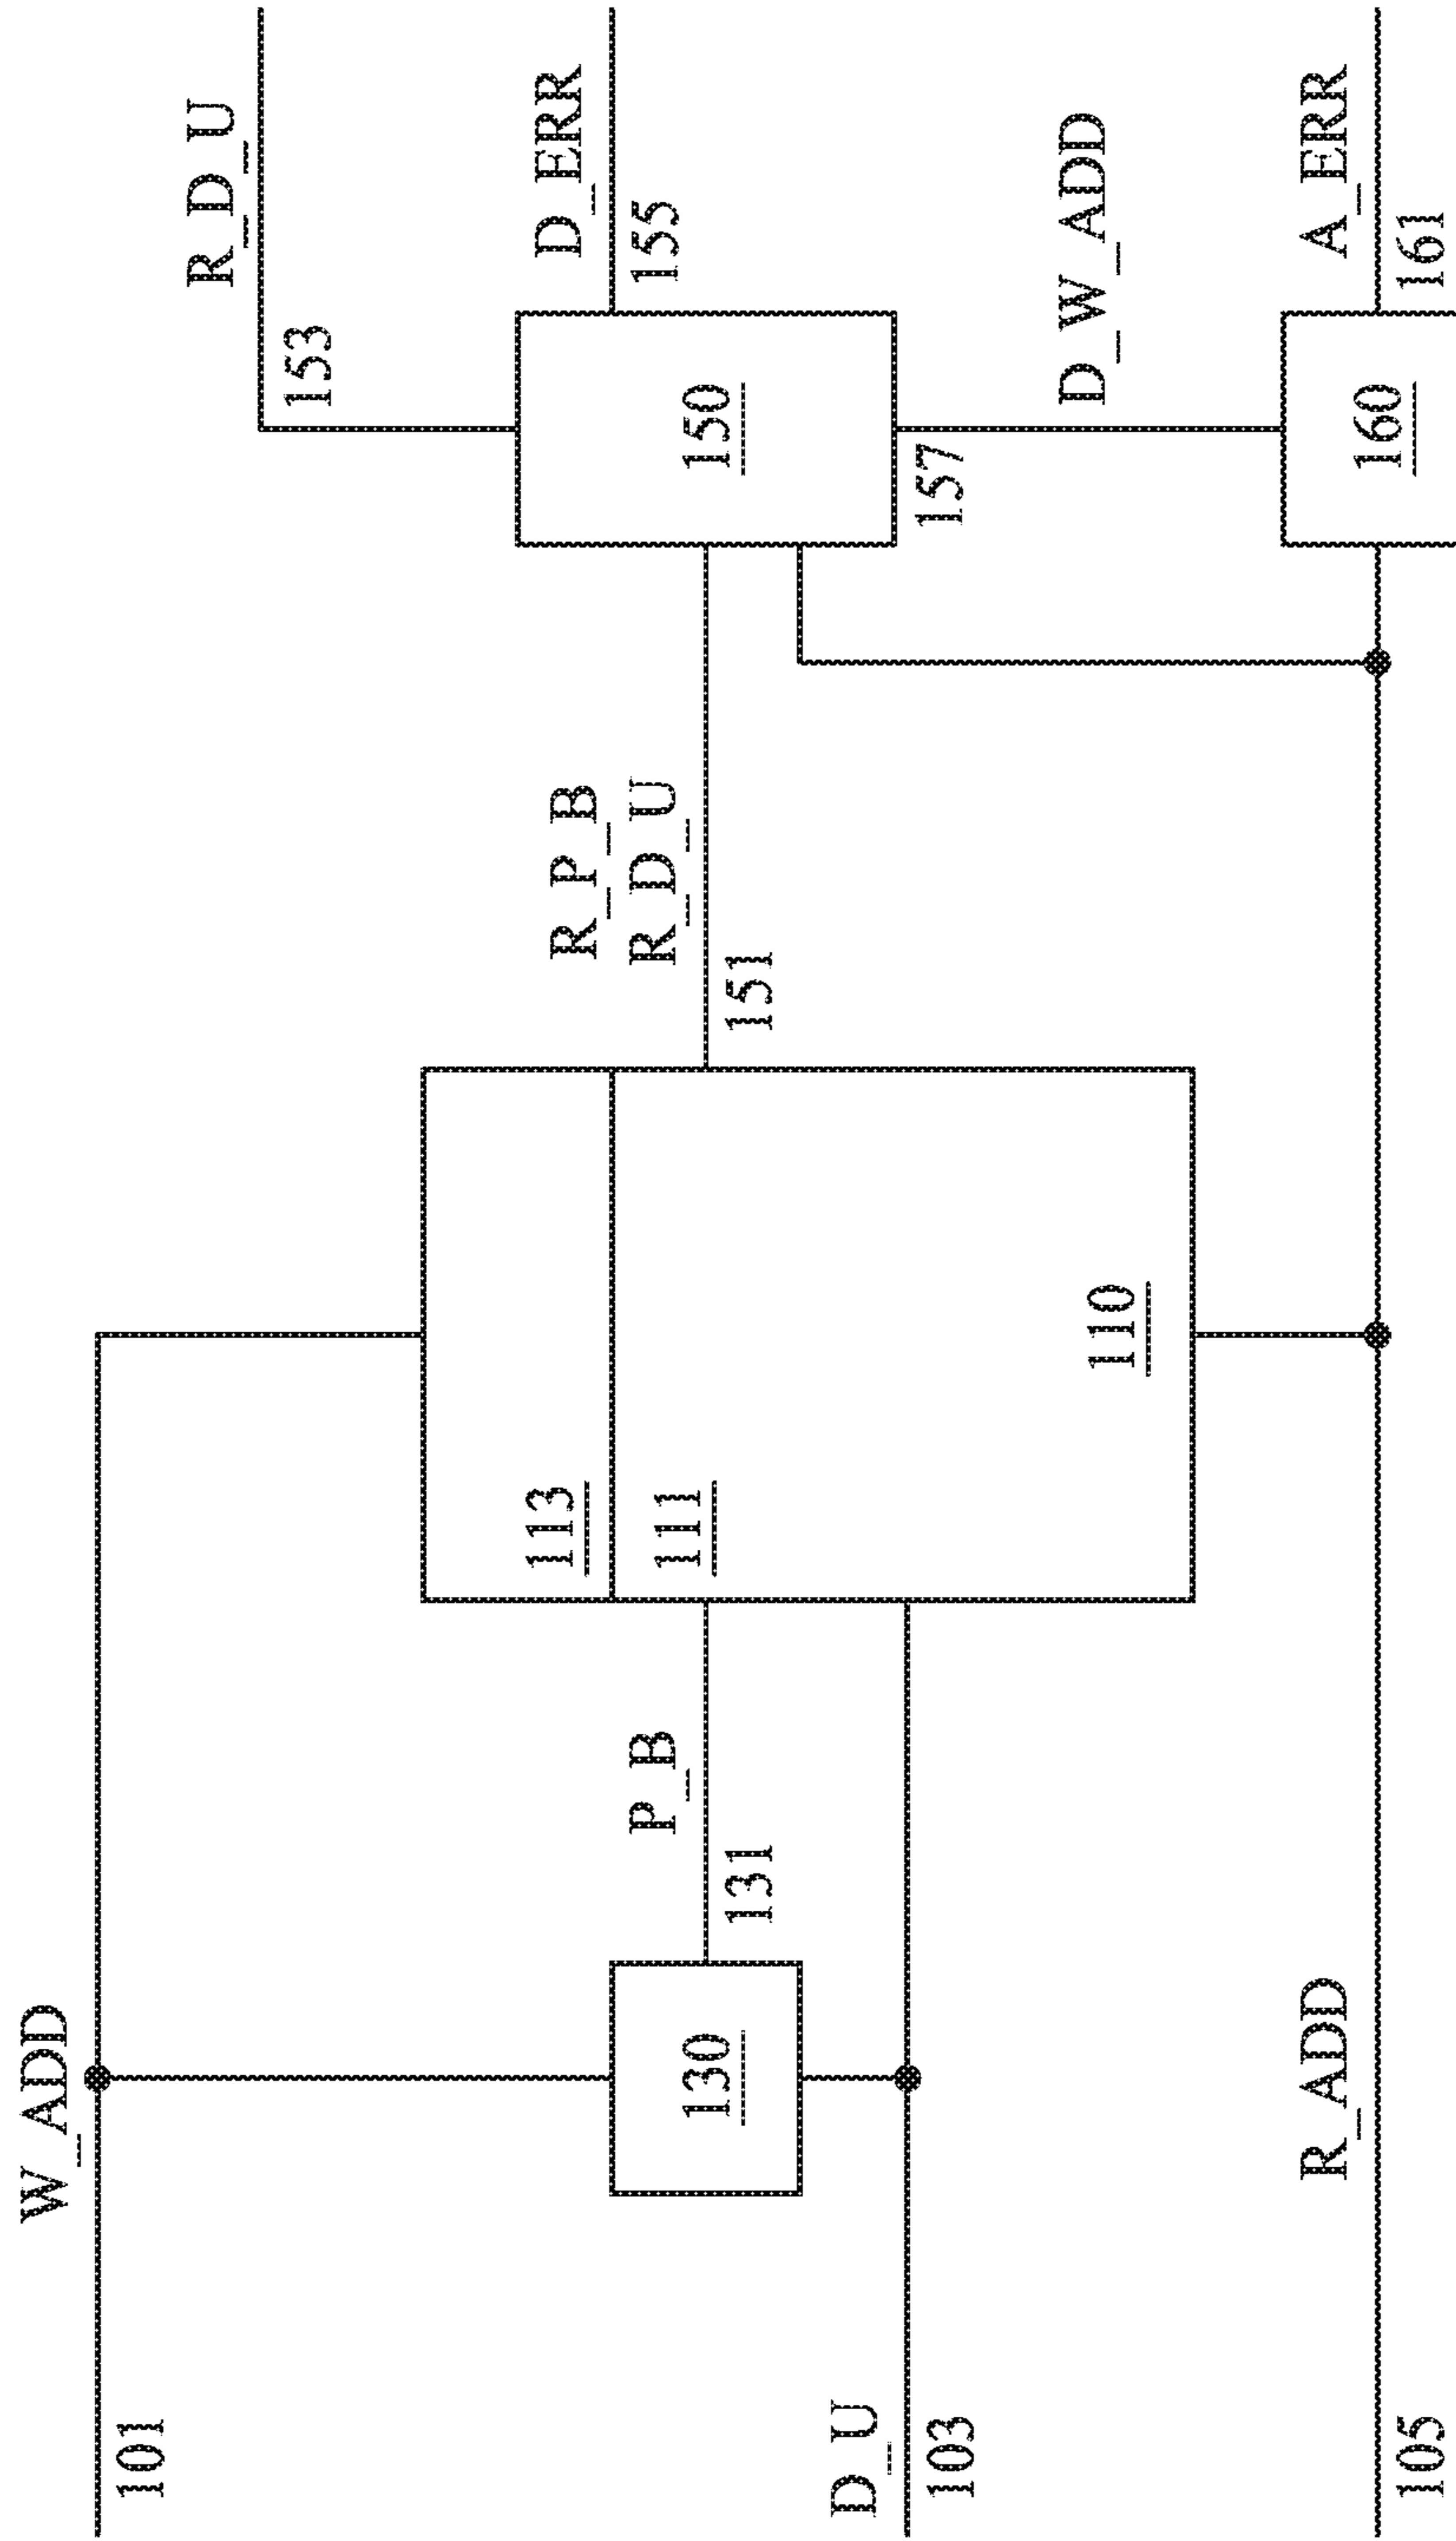 W_ADD
101
R_D_U
153
D_ERR
155
113
R_P_B
R_D_U
151
111
P_B
131
130
150
157
D_U
103
110
D_W_ADD
R_ADD
105
160
A_ERR
161